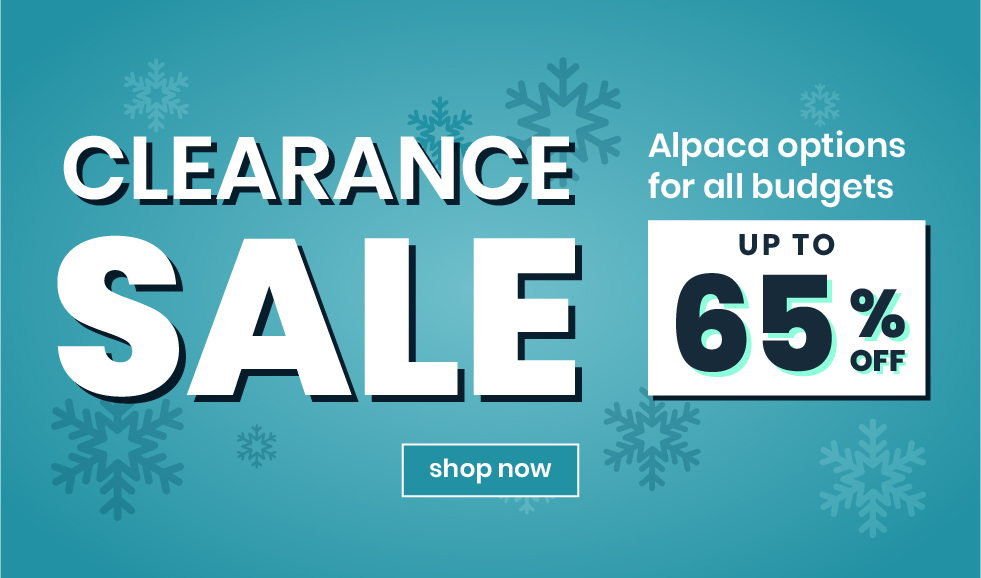 CLEARANCE
SALE
Alpaca options
for all budgets
UP TO
65%
OFF
shop now